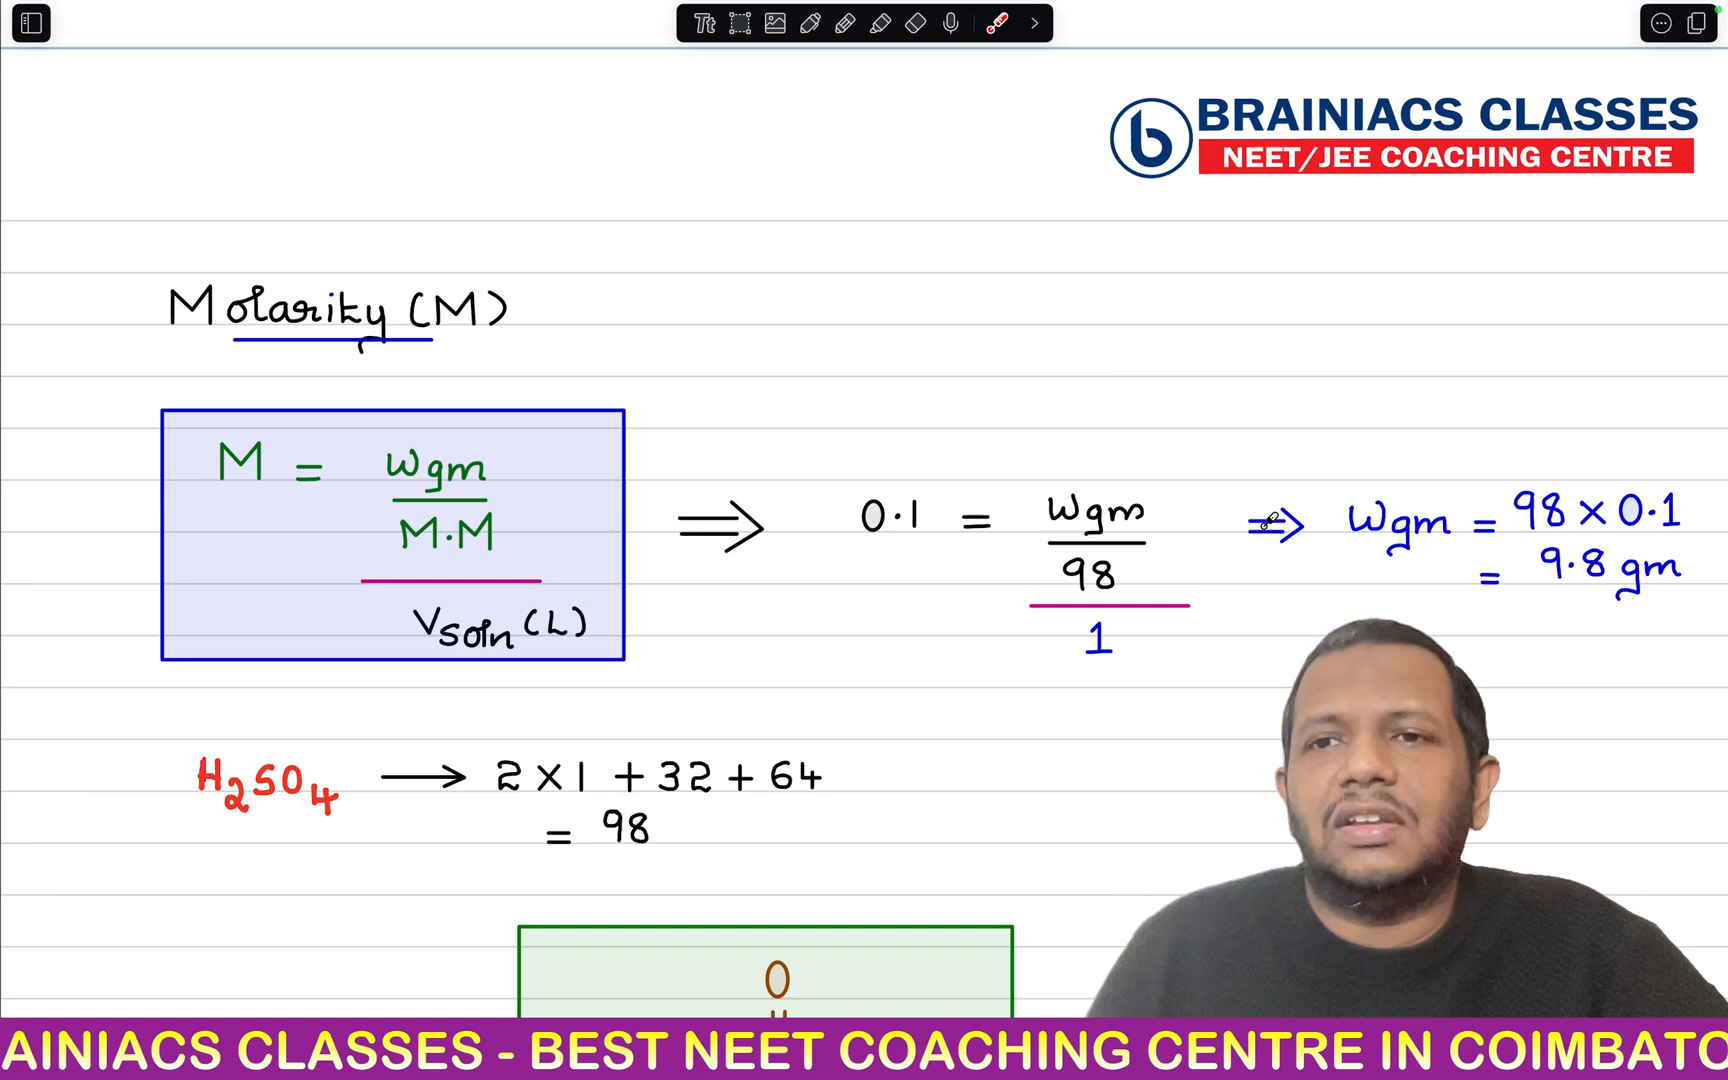 Tt
b
BRAINIACS CLASSES
NEET/JEE COACHING CENTRE
Molarity (M)
M = Wgm
M.M
Vsoln (L)
⟹ 0.1 = Wgm
98
1
⟹ Wgm = 98 × 0.1
= 9.8 gm
H₂SO₄ ⟶ 2 × 1 + 32 + 64
= 98
O
AINIACS CLASSES - BEST NEET COACHING CENTRE IN COIMBATO